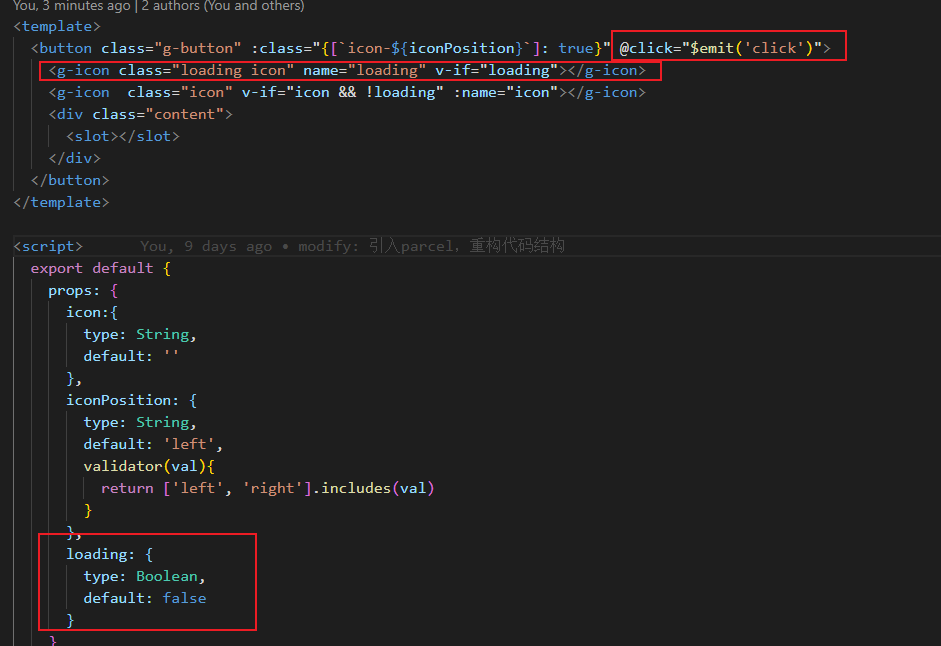 You, 3 minutes ago | 2 authors (You and others)
<template>
  <button class="g-button" :class="{[`icon-${iconPosition}`]: true}" @click="$emit('click')">
    <g-icon class="loading icon" name="loading" v-if="loading"></g-icon>
    <g-icon  class="icon" v-if="icon && !loading" :name="icon"></g-icon>
    <div class="content">
      <slot></slot>
    </div>
  </button>
</template>
<script>      You, 9 days ago • modify: 引入parcel，重构代码结构
  export default {
    props: {
      icon:{
        type: String,
        default: ''
      },
      iconPosition: {
        type: String,
        default: 'left',
        validator(val){
          return ['left', 'right'].includes(val)
        }
      },
      loading: {
        type: Boolean,
        default: false
      }
    }